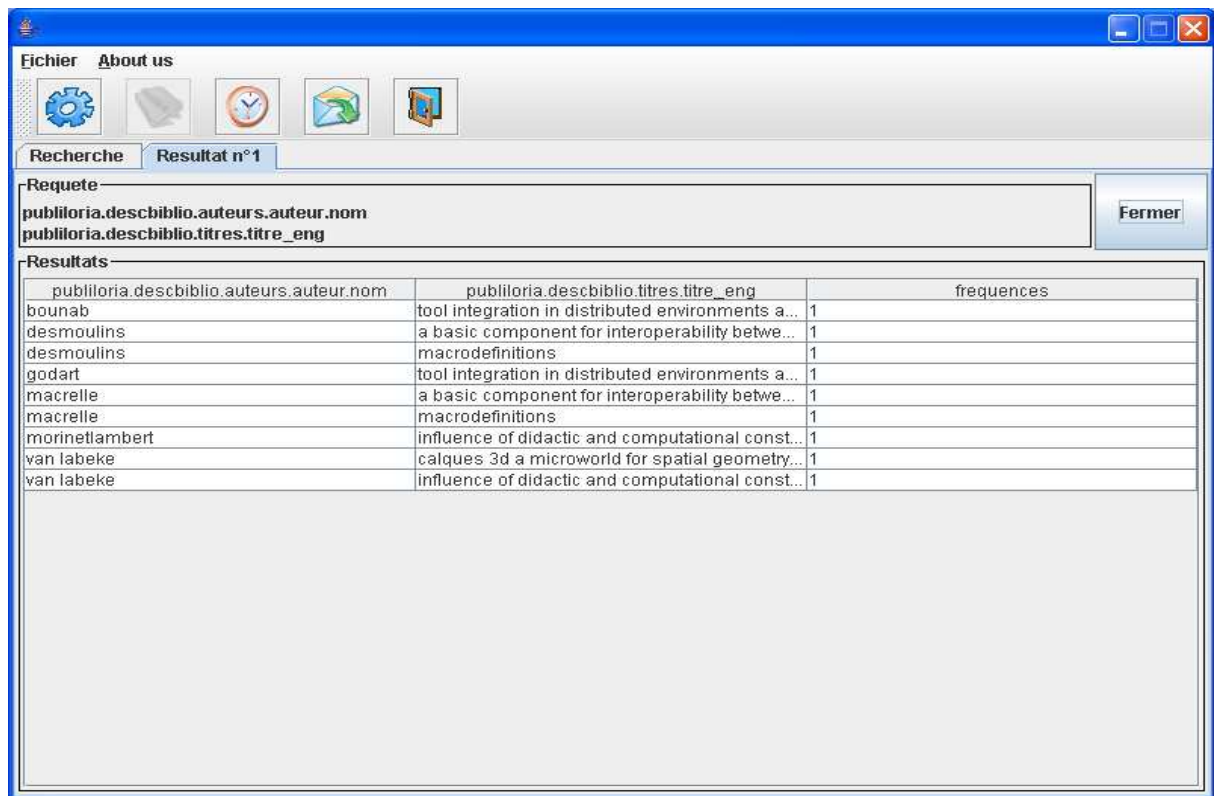 Fichier About us
Recherche Resultat n°1
Requete
publiloria.descbiblio.auteurs.auteur.nom
publiloria.descbiblio.titres.titre_eng
Fermer
Resultats
publiloria.descbiblio.auteurs.auteur.nom publiloria.descbiblio.titres.titre_eng frequences
bounab tool integration in distributed environments a... 1
desmoulins a basic component for interoperability betwe... 1
desmoulins macrodefinitions 1
godart tool integration in distributed environments a... 1
macrelle a basic component for interoperability betwe... 1
macrelle macrodefinitions 1
morinetlambert influence of didactic and computational const... 1
van labeke calques 3d a microworld for spatial geometry... 1
van labeke influence of didactic and computational const... 1